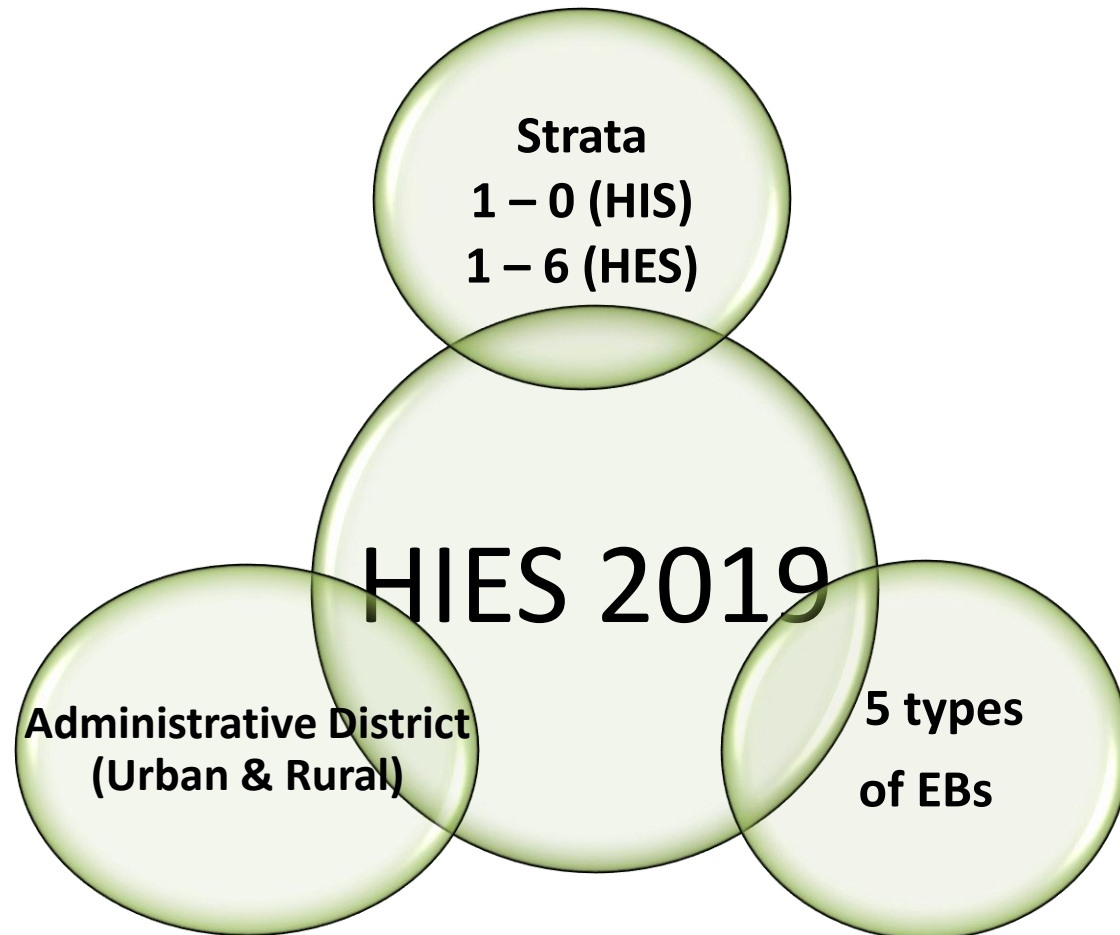 Strata
1 – 0 (HIS)
1 – 6 (HES)
HIES 2019
Administrative District
(Urban & Rural)
5 types
of EBs